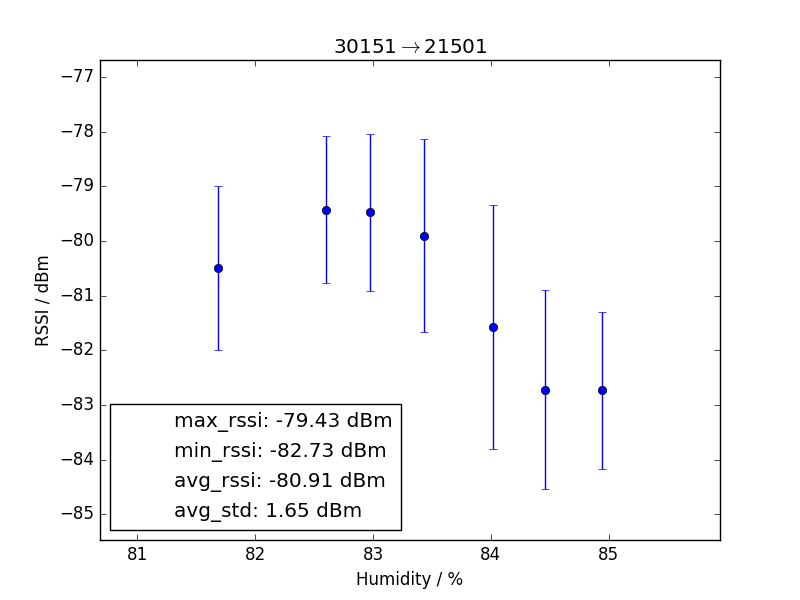 30151→21501
−77
−78
−79
−80
−81
−82
−83
−84
−85
RSSI / dBm
max_rssi: -79.43 dBm
min_rssi: -82.73 dBm
avg_rssi: -80.91 dBm
avg_std: 1.65 dBm
81 82 83 84 85
Humidity / %